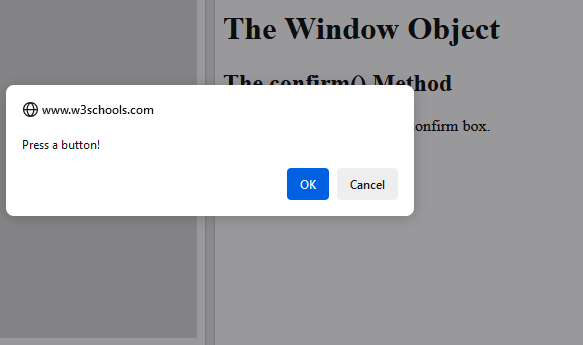 The Window Object
The confirm() Method
onfirm box.
www.w3schools.com
Press a button!
OK
Cancel